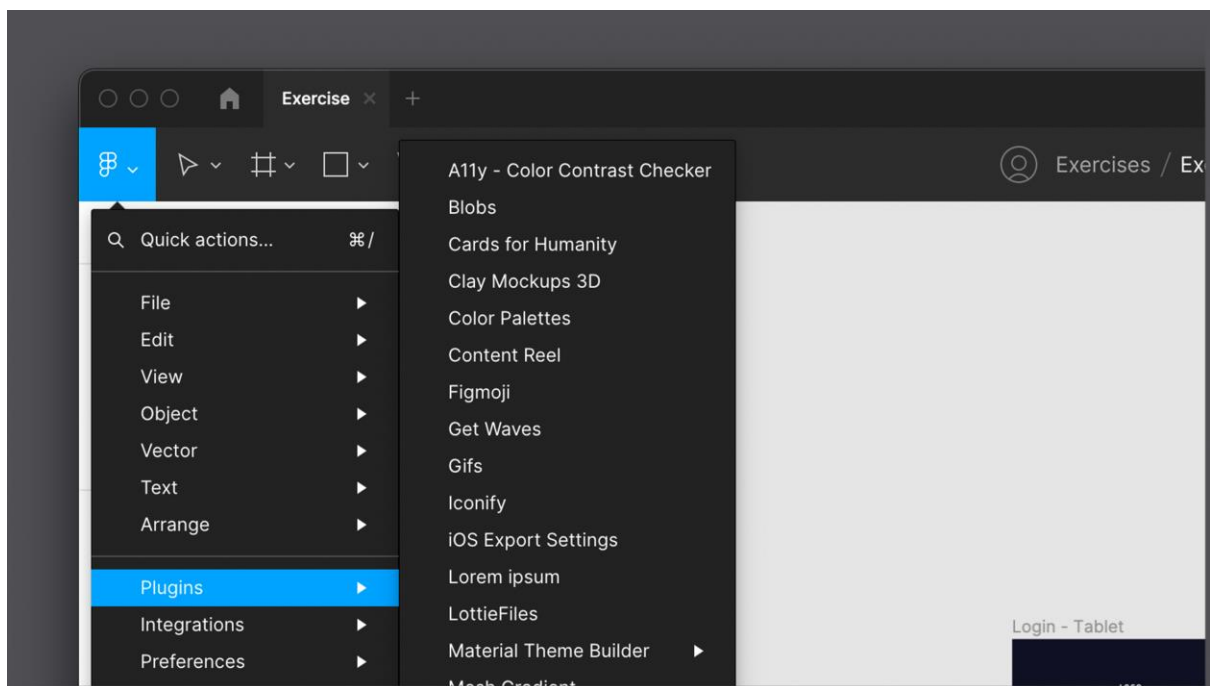 Exercise
Exercises / Ex
Quick actions... ⌘/
File
Edit
View
Object
Vector
Text
Arrange
Plugins
Integrations
Preferences
A11y - Color Contrast Checker
Blobs
Cards for Humanity
Clay Mockups 3D
Color Palettes
Content Reel
Figmoji
Get Waves
Gifs
Iconify
iOS Export Settings
Lorem ipsum
LottieFiles
Material Theme Builder
Mesh Gradient
Login - Tablet